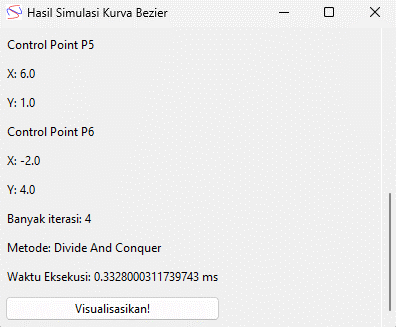 Hasil Simulasi Kurva Bezier
Control Point P5
X: 6.0
Y: 1.0
Control Point P6
X: -2.0
Y: 4.0
Banyak iterasi: 4
Metode: Divide And Conquer
Waktu Eksekusi: 0.3328000311739743 ms
Visualisasikan!